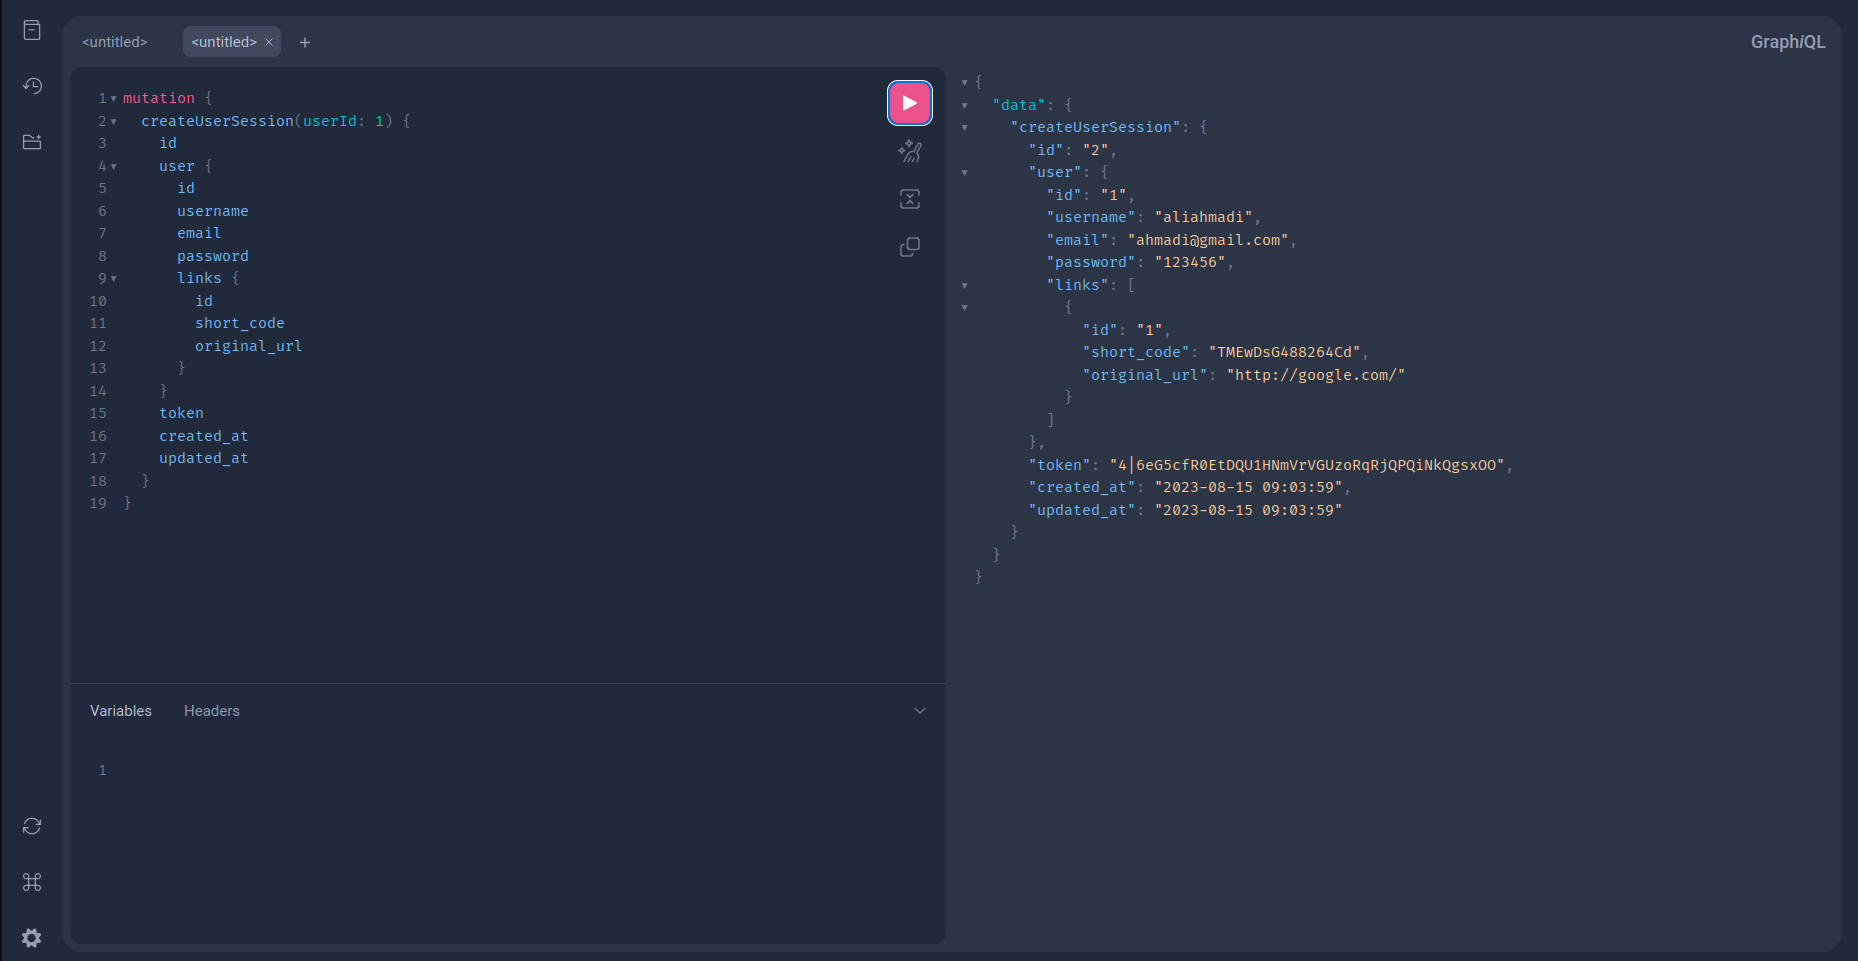 <untitled>
<untitled> × +
GraphiQL
1 mutation {
2 createUserSession(userId: 1) {
3 id
4 user {
5 id
6 username
7 email
8 password
9 links {
10 id
11 short_code
12 original_url
13 }
14 }
15 token
16 created_at
17 updated_at
18 }
19 }
Variables Headers
1
{
"data": {
"createUserSession": {
"id": "2",
"user": {
"id": "1",
"username": "aliahmadi",
"email": "ahmadi@gmail.com",
"password": "123456",
"links": [
{
"id": "1",
"short_code": "TMEwDsG488264Cd",
"original_url": "http://google.com/"
}
]
},
"token": "4|6eG5cfR0EtDQU1HNmVrVGUzoRqRjQPQiNkQgsxOO",
"created_at": "2023-08-15 09:03:59",
"updated_at": "2023-08-15 09:03:59"
}
}
}